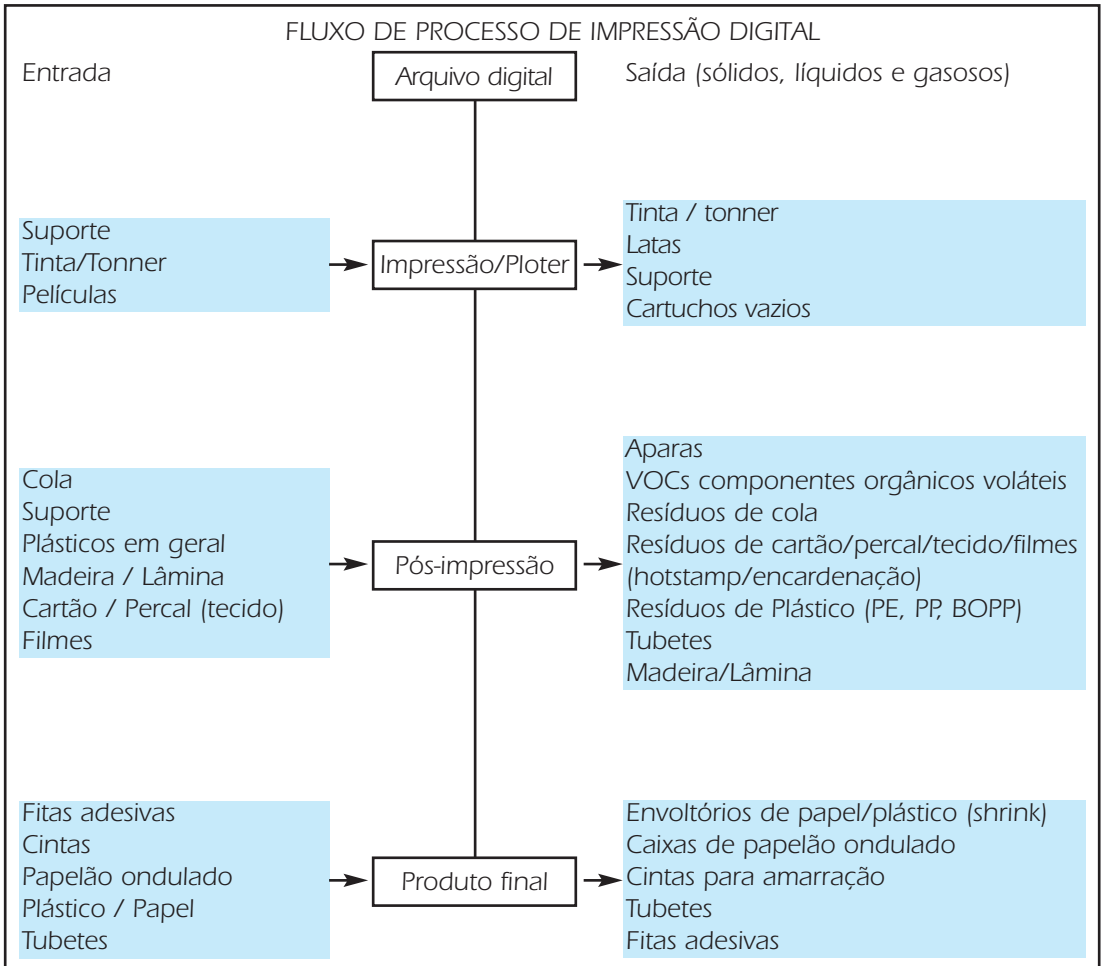 FLUXO DE PROCESSO DE IMPRESSÃO DIGITAL
Entrada
Arquivo digital
Saída (sólidos, líquidos e gasosos)
Suporte
Tinta/Tonner
Películas
Impressão/Ploter
Tinta / tonner
Latas
Suporte
Cartuchos vazios
Cola
Suporte
Plásticos em geral
Madeira / Lâmina
Cartão / Percal (tecido)
Filmes
Pós-impressão
Aparas
VOCs componentes orgânicos voláteis
Resíduos de cola
Resíduos de cartão/percal/tecido/filmes
(hotstamp/encardenação)
Resíduos de Plástico (PE, PP, BOPP)
Tubetes
Madeira/Lâmina
Fitas adesivas
Cintas
Papelão ondulado
Plástico / Papel
Tubetes
Produto final
Envoltórios de papel/plástico (shrink)
Caixas de papelão ondulado
Cintas para amarração
Tubetes
Fitas adesivas